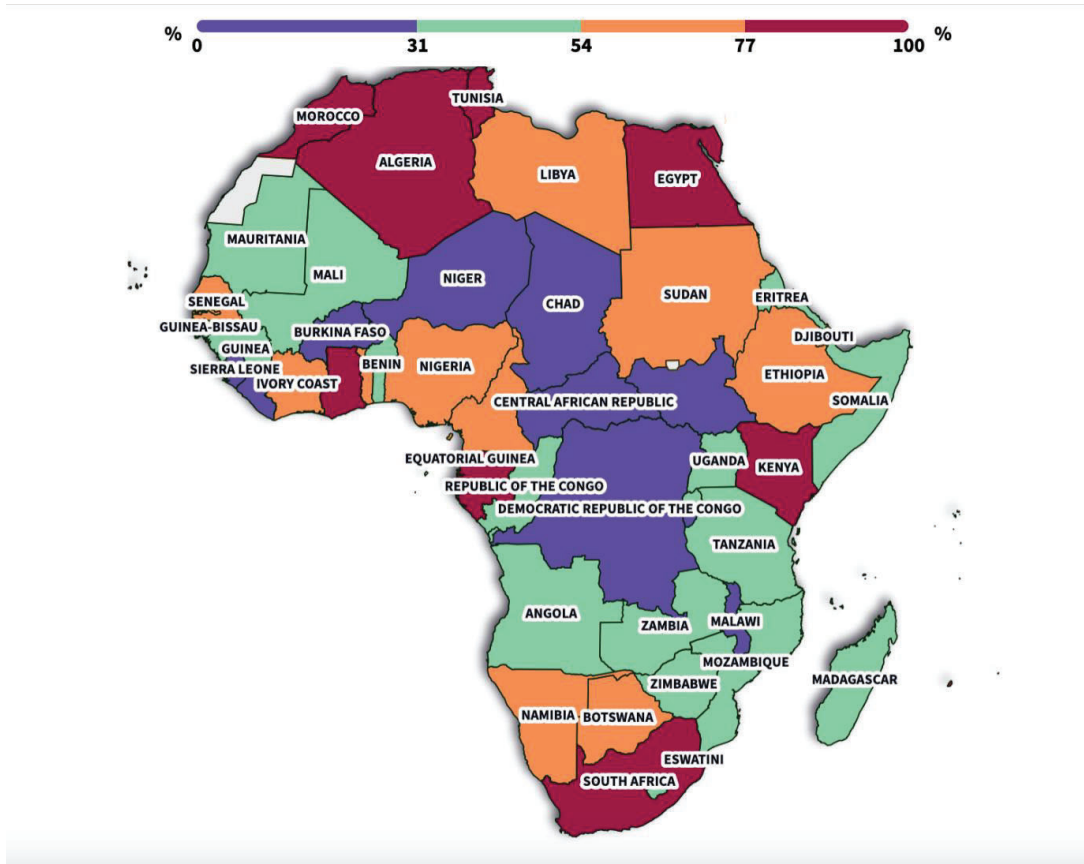 % 0 31 54 77 100 %
TUNISIA
MOROCCO
ALGERIA
LIBYA
EGYPT
MAURITANIA
MALI
NIGER
CHAD
SUDAN
ERITREA
SENEGAL
GUINEA-BISSAU
BURKINA FASO
DJIBOUTI
GUINEA
SIERRA LEONE
BENIN
NIGERIA
ETHIOPIA
IVORY COAST
CENTRAL AFRICAN REPUBLIC
SOMALIA
EQUATORIAL GUINEA
UGANDA
KENYA
REPUBLIC OF THE CONGO
DEMOCRATIC REPUBLIC OF THE CONGO
TANZANIA
ANGOLA
ZAMBIA
MALAWI
MOZAMBIQUE
MADAGASCAR
ZIMBABWE
NAMIBIA
BOTSWANA
ESWATINI
SOUTH AFRICA